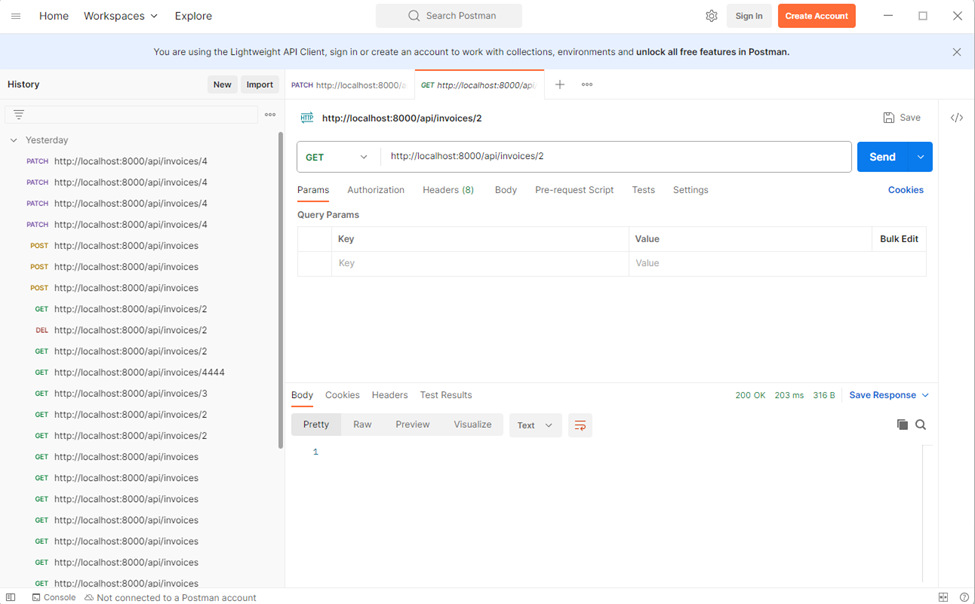 Home Workspaces Explore Search Postman Sign In Create Account
You are using the Lightweight API Client, sign in or create an account to work with collections, environments and unlock all free features in Postman.
History New Import
Yesterday
PATCH http://localhost:8000/api/invoices/4
PATCH http://localhost:8000/api/invoices/4
PATCH http://localhost:8000/api/invoices/4
PATCH http://localhost:8000/api/invoices/4
POST http://localhost:8000/api/invoices
POST http://localhost:8000/api/invoices
POST http://localhost:8000/api/invoices
GET http://localhost:8000/api/invoices/2
DEL http://localhost:8000/api/invoices/2
GET http://localhost:8000/api/invoices/2
GET http://localhost:8000/api/invoices/4444
GET http://localhost:8000/api/invoices/3
GET http://localhost:8000/api/invoices/2
GET http://localhost:8000/api/invoices/2
GET http://localhost:8000/api/invoices
GET http://localhost:8000/api/invoices
GET http://localhost:8000/api/invoices
GET http://localhost:8000/api/invoices
GET http://localhost:8000/api/invoices
GET http://localhost:8000/api/invoices
GET http://localhost:8000/api/invoices
PATCH http://localhost:8000/a GET http://localhost:8000/api/
HTTP http://localhost:8000/api/invoices/2 Save
GET http://localhost:8000/api/invoices/2 Send
Params Authorization Headers (8) Body Pre-request Script Tests Settings Cookies
Query Params
Key Value Bulk Edit
Key Value
Body Cookies Headers Test Results 200 OK 203 ms 316 B Save Response
Pretty Raw Preview Visualize Text
1
Console Not connected to a Postman account